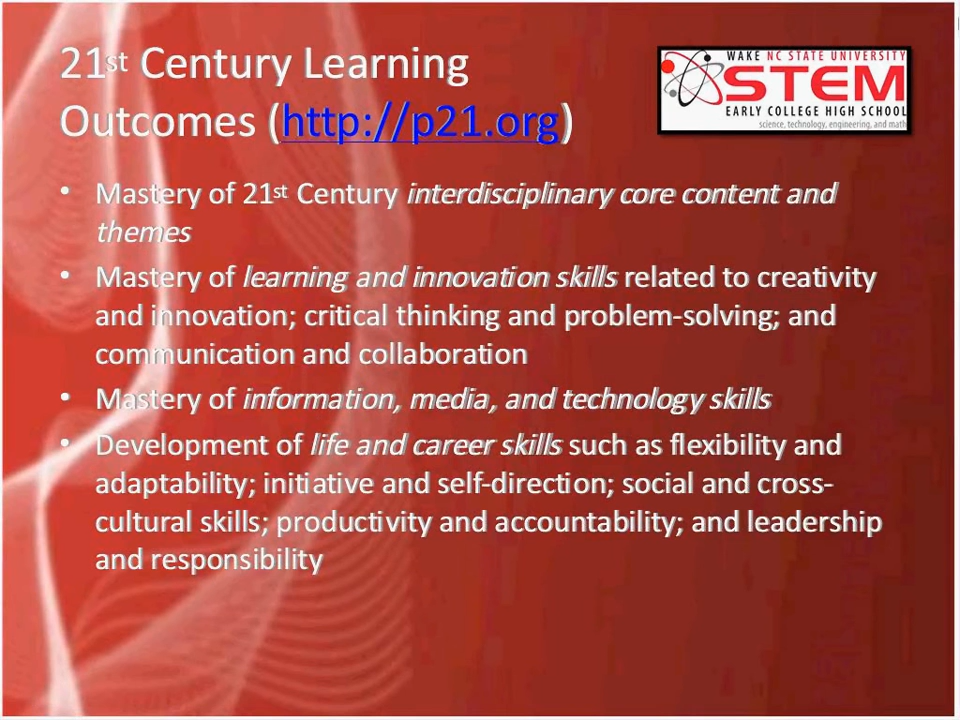 21st Century Learning
Outcomes (http://p21.org)
WAKE NC STATE UNIVERSITY
STEM
EARLY COLLEGE HIGH SCHOOL
science, technology, engineering, and math
• Mastery of 21st Century interdisciplinary core content and
themes
• Mastery of learning and innovation skills related to creativity
and innovation; critical thinking and problem-solving; and
communication and collaboration
• Mastery of information, media, and technology skills
• Development of life and career skills such as flexibility and
adaptability; initiative and self-direction; social and cross-
cultural skills; productivity and accountability; and leadership
and responsibility